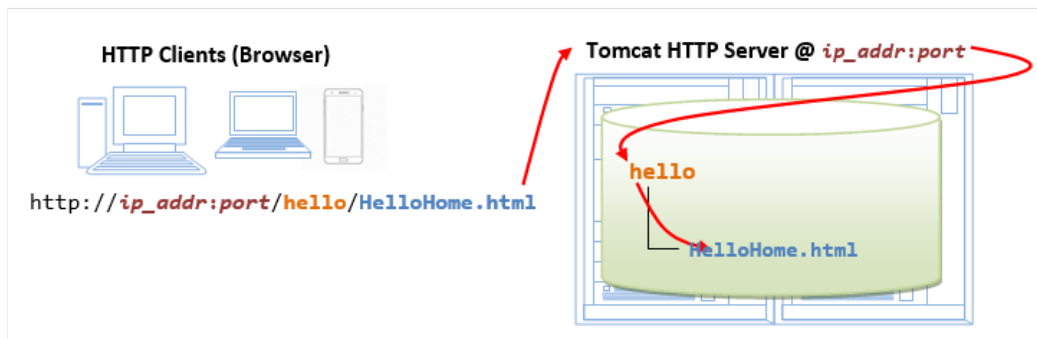 HTTP Clients (Browser)
Tomcat HTTP Server @ ip_addr:port
hello
http://ip_addr:port/hello/HelloHome.html
HelloHome.html